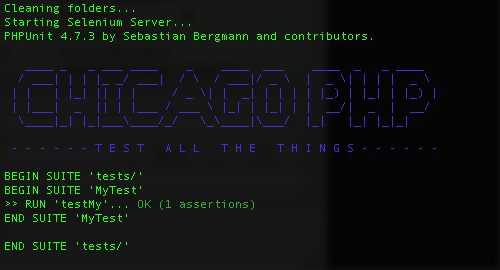 Cleaning folders...
Starting Selenium Server...
PHPUnit 4.7.3 by Sebastian Bergmann and contributors.
CHICAGO PHP
------TEST ALL THE THINGS------
BEGIN SUITE 'tests/'
BEGIN SUITE 'MyTest'
>> RUN 'testMy'... OK (1 assertions)
END SUITE 'MyTest'
END SUITE 'tests/'